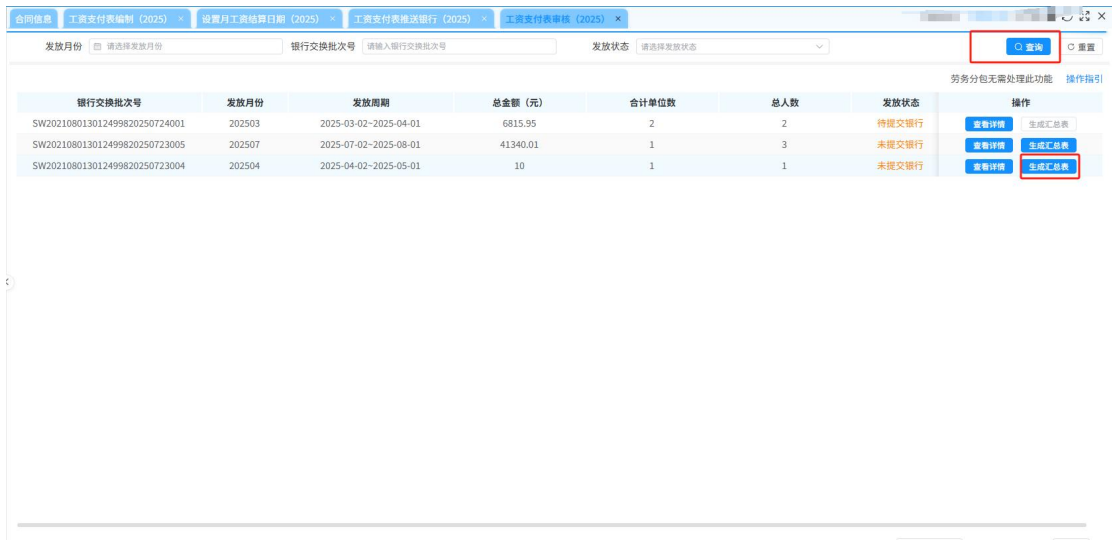 合同信息 工资支付表编制（2025） × 设置月工资结算日期（2025） × 工资支付表推送银行（2025） × 工资支付表审核（2025） ×
发放月份 请选择发放月份 银行交换批次号 请输入银行交换批次号 发放状态 请选择发放状态 查询 重置
劳务分包无需处理此功能 操作指引
银行交换批次号 发放月份 发放周期 总金额（元） 合计单位数 总人数 发放状态 操作
SW202108013012499820250724001 202503 2025-03-02~2025-04-01 6815.95 2 2 待提交银行 查看详情 生成汇总表
SW202108013012499820250723005 202507 2025-07-02~2025-08-01 41340.01 1 3 未提交银行 查看详情 生成汇总表
SW202108013012499820250723004 202504 2025-04-02~2025-05-01 10 1 1 未提交银行 查看详情 生成汇总表